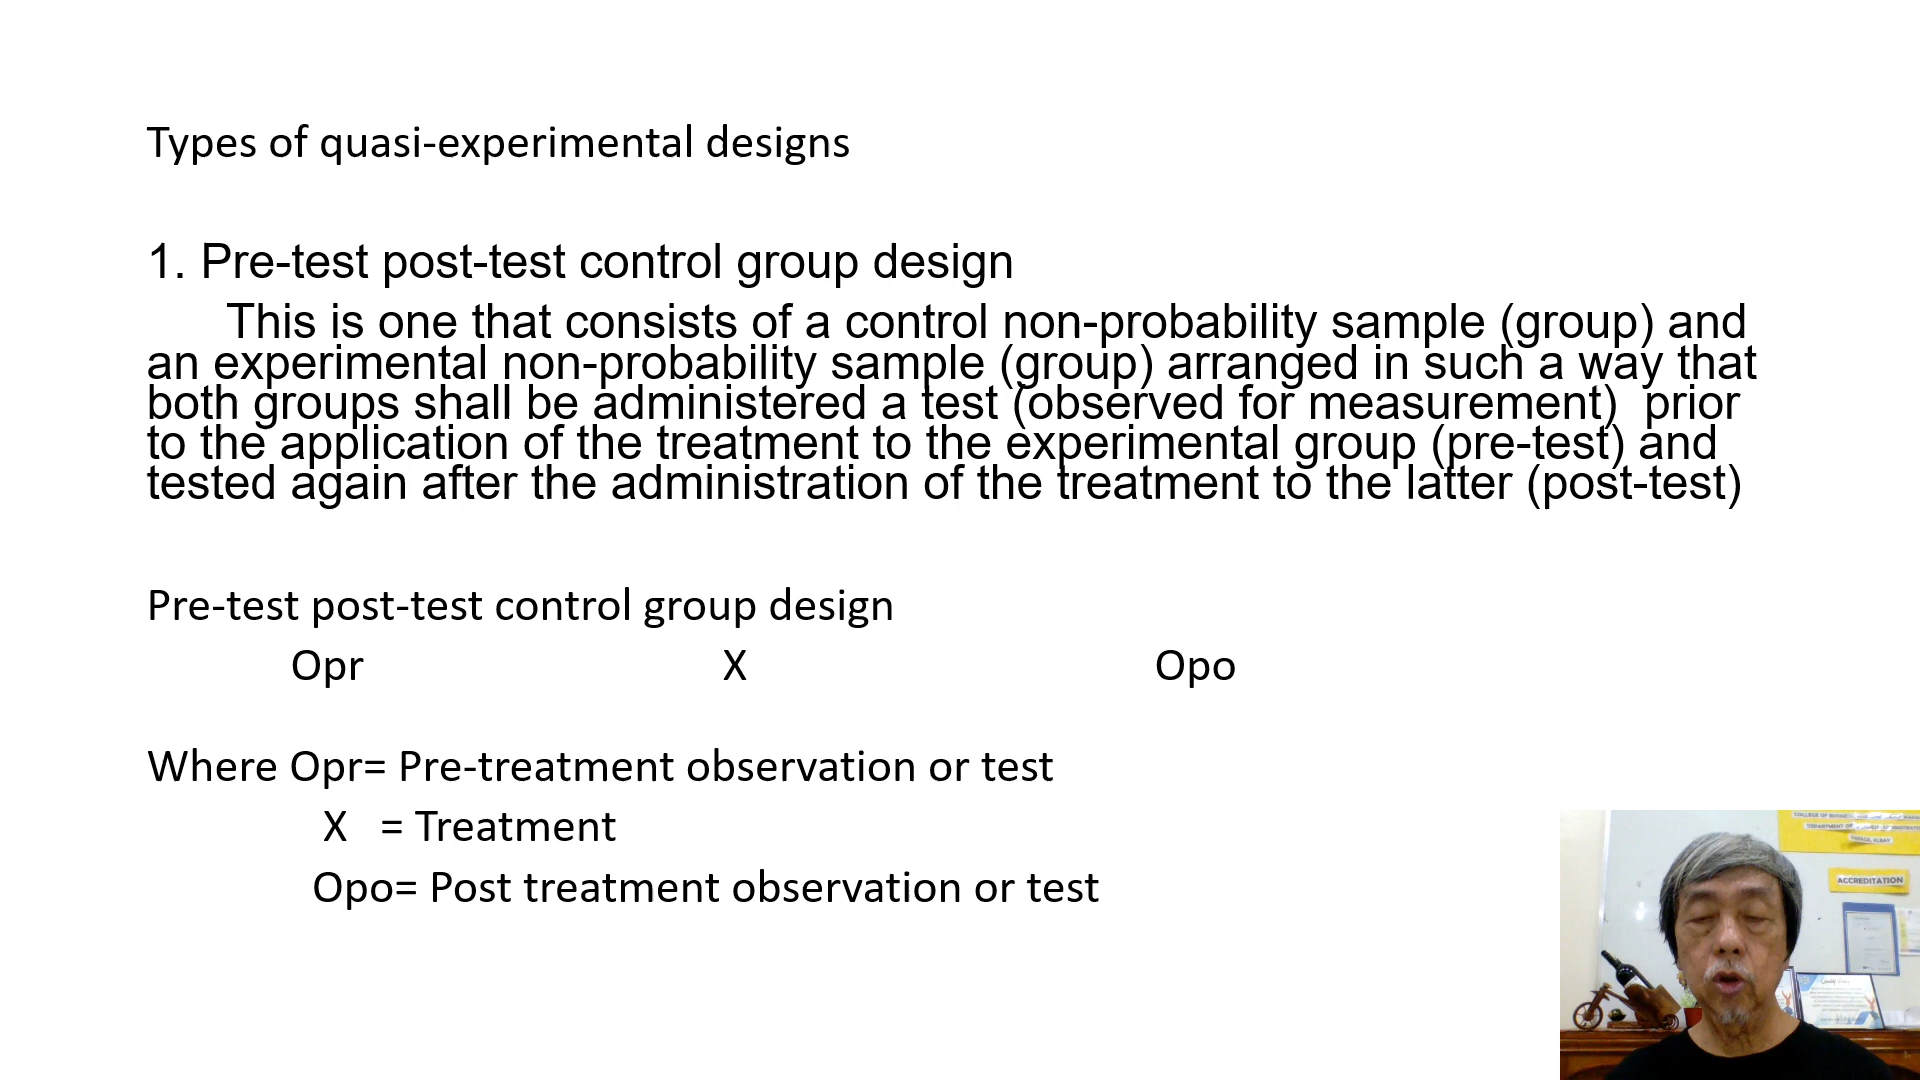 Types of quasi-experimental designs
1. Pre-test post-test control group design
This is one that consists of a control non-probability sample (group) and
an experimental non-probability sample (group) arranged in such a way that
both groups shall be administered a test (observed for measurement)  prior
to the application of the treatment to the experimental group (pre-test) and
tested again after the administration of the treatment to the latter (post-test)
Pre-test post-test control group design
Opr X Opo
Where Opr= Pre-treatment observation or test
X = Treatment
Opo= Post treatment observation or test
COLLEGE OF BUSINESS
DEPARTMENT OF
ACCREDITATION